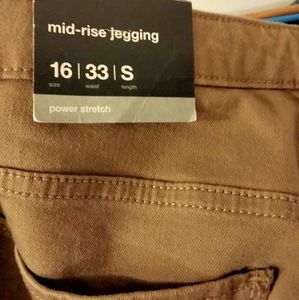 mid-rise jegging
16 | 33 | S
size waist length
power stretch